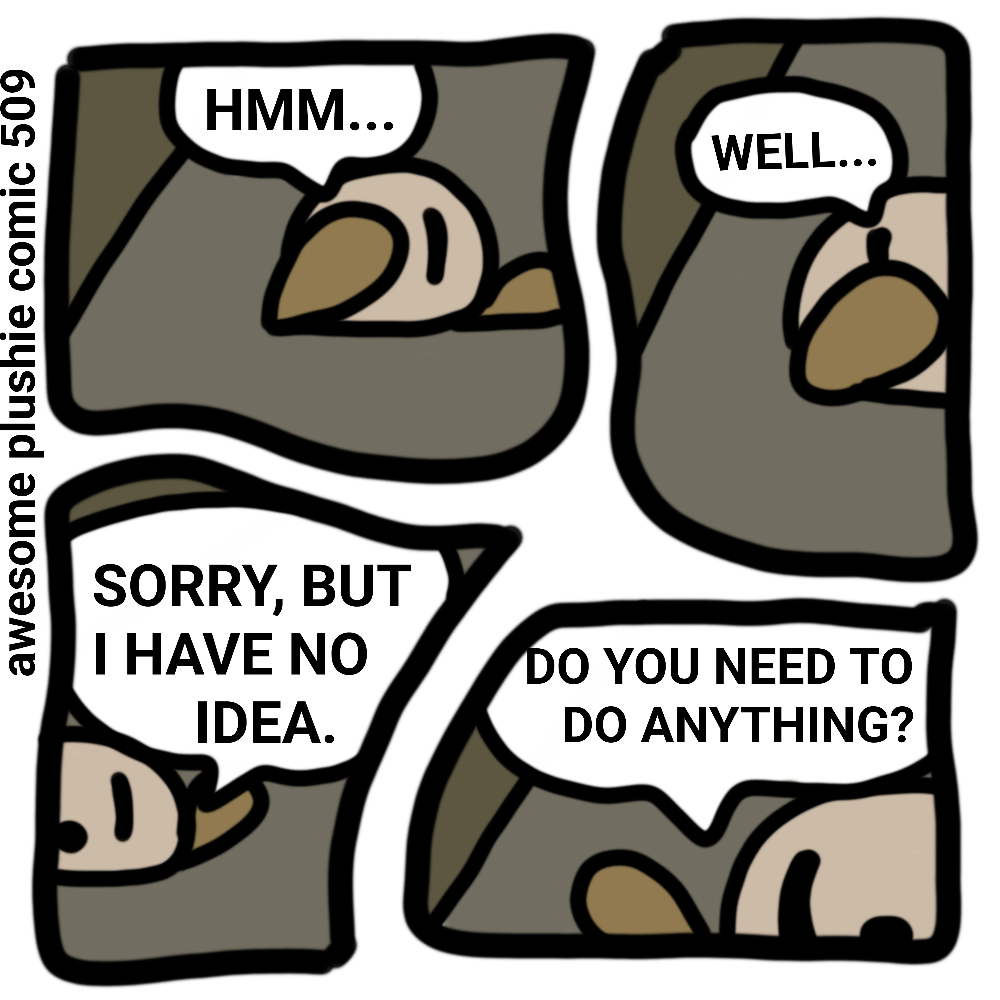 awesome plushie comic 509
HMM...
WELL...
SORRY, BUT
I HAVE NO
IDEA.
DO YOU NEED TO
DO ANYTHING?